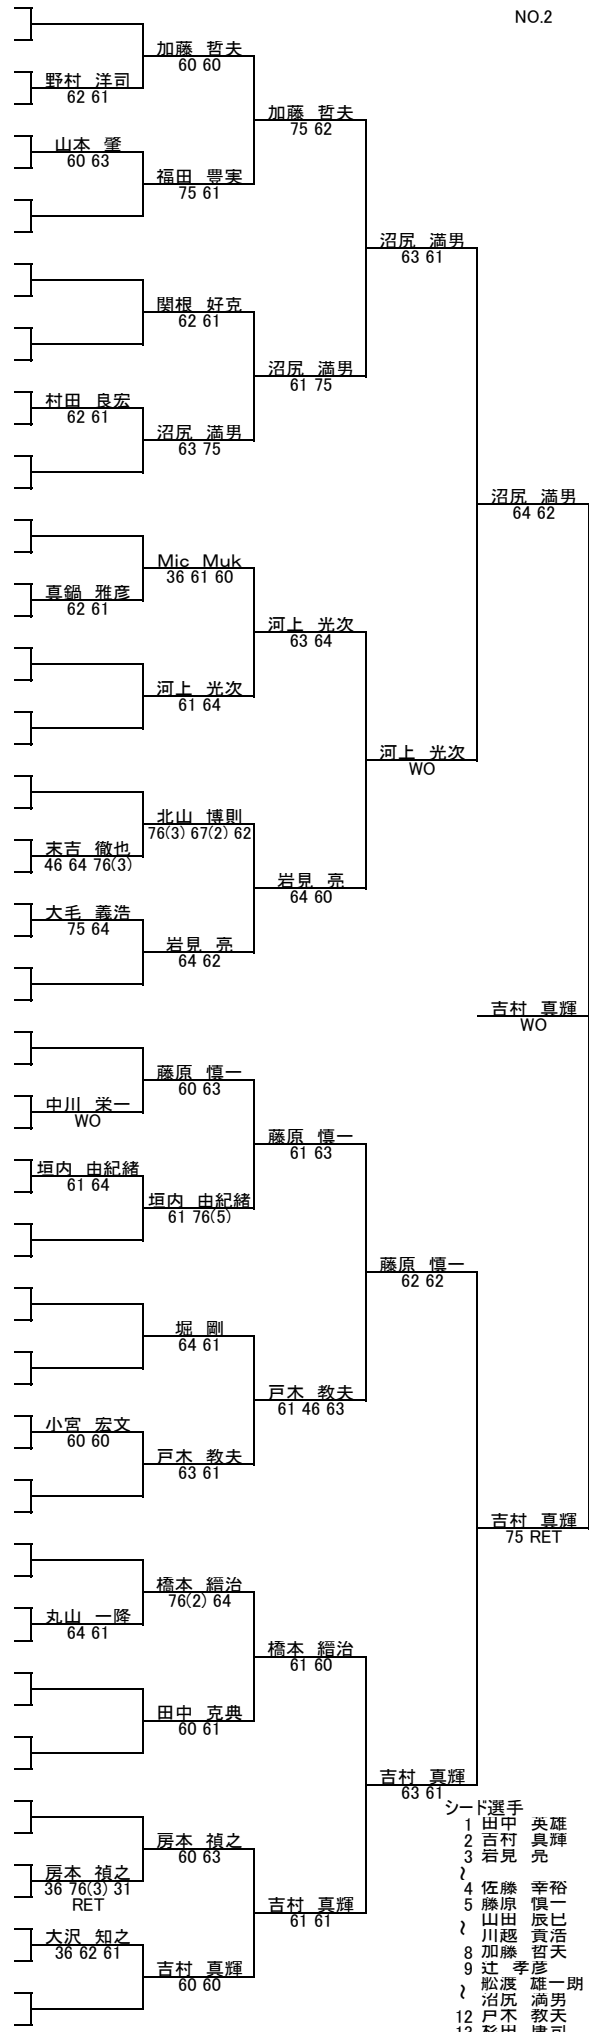 NO.2
加藤 哲夫
60 60
野村 洋司
62 61
加藤 哲夫
75 62
山本 肇
60 63
福田 豊実
75 61
沼尻 満男
63 61
関根 好克
62 61
沼尻 満男
61 75
村田 良宏
62 61
沼尻 満男
63 75
沼尻 満男
64 62
Mic Muk
36 61 60
真鍋 雅彦
62 61
河上 光次
63 64
河上 光次
61 64
河上 光次
WO
北山 博則
76(3) 67(2) 62
末吉 徹也
46 64 76(3)
岩見 亮
64 60
大毛 義浩
75 64
岩見 亮
64 62
吉村 真輝
WO
藤原 慎一
60 63
中川 栄一
WO
藤原 慎一
61 63
垣内 由紀緒
61 64
垣内 由紀緒
61 76(5)
藤原 慎一
62 62
堀 剛
64 61
戸木 教夫
61 46 63
小宮 宏文
60 60
戸木 教夫
63 61
吉村 真輝
75 RET
橋本 縉治
76(2) 64
丸山 一隆
64 61
橋本 縉治
61 60
田中 克典
60 61
吉村 真輝
63 61
房本 禎之
60 63
房本 禎之
36 76(3) 31
RET
吉村 真輝
61 61
大沢 知之
36 62 61
吉村 真輝
60 60
シード選手
1 田中 英雄
2 吉村 真輝
3 岩見 亮
~
4 佐藤 幸裕
5 藤原 慎一
~ 山田 辰巳
川越 貢浩
8 加藤 哲夫
9 辻 孝彦
舩渡 雄一朗
~ 沼尻 満男
12 戸木 教夫
13